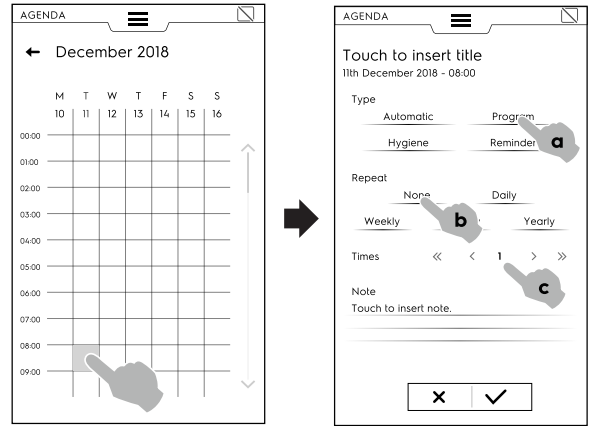 AGENDA
December 2018
M T W T F S S
10 11 12 13 14 15 16
00:00
01:00
02:00
03:00
04:00
05:00
06:00
07:00
08:00
09:00
AGENDA
Touch to insert title
11th December 2018 - 08:00
Type
Automatic Program
Hygiene Reminder
a
Repeat
None Daily
Weekly Yearly
b
Times « < 1 > »
c
Note
Touch to insert note.